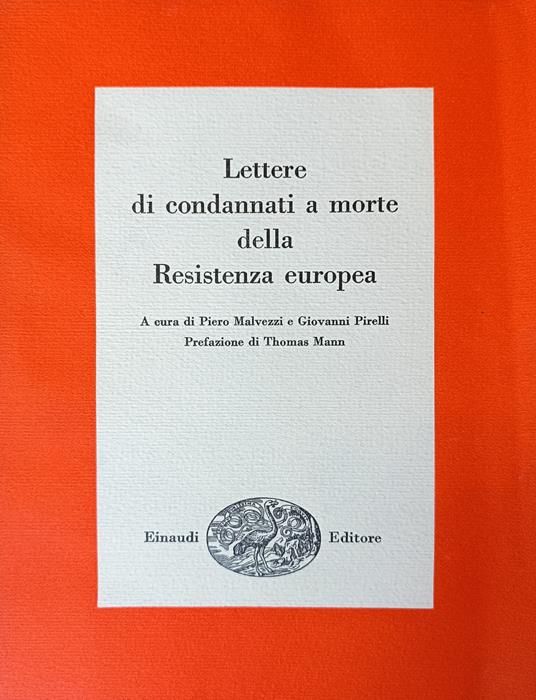 Lettere
di condannati a morte
della
Resistenza europea
A cura di Piero Malvezzi e Giovanni Pirelli
Prefazione di Thomas Mann
Einaudi Editore